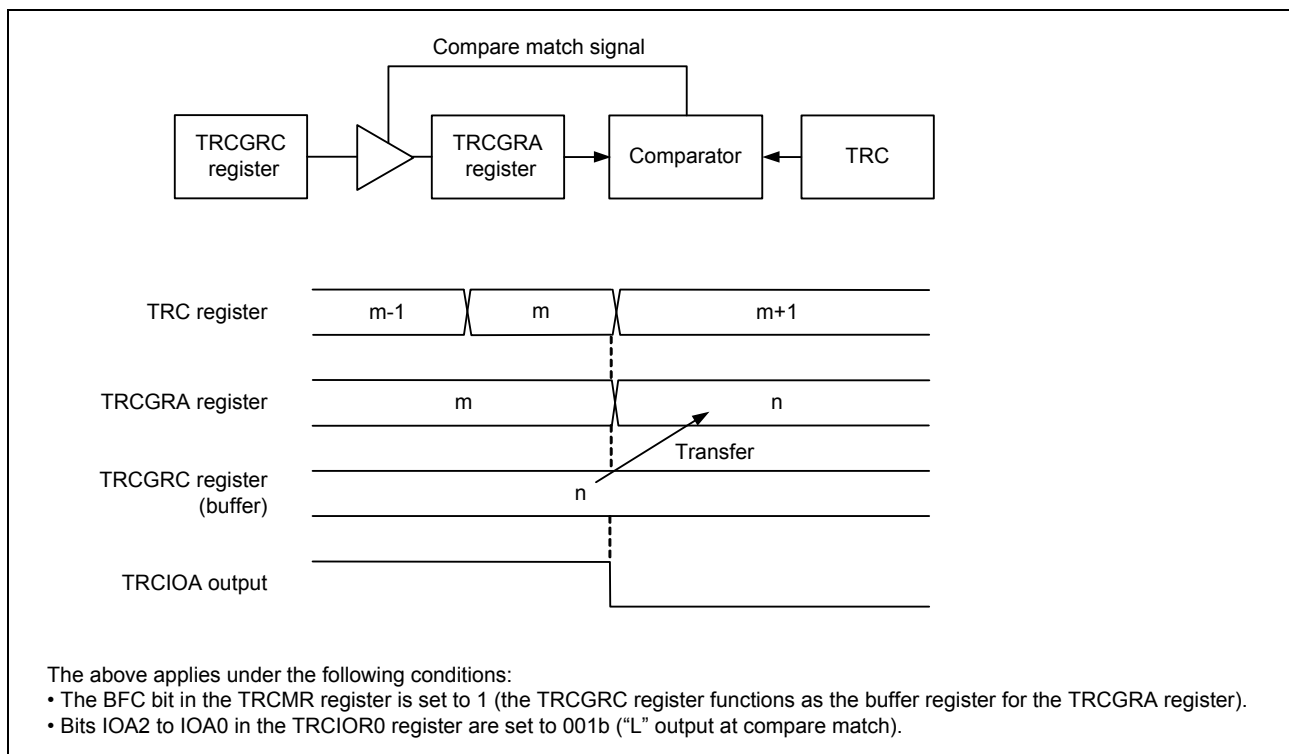 Compare match signal
TRCGRC
register
TRCGRA
register
Comparator
TRC
TRC register
m-1
m
m+1
TRCGRA register
m
n
Transfer
TRCGRC register
(buffer)
n
TRCIOA output
The above applies under the following conditions:
• The BFC bit in the TRCMR register is set to 1 (the TRCGRC register functions as the buffer register for the TRCGRA register).
• Bits IOA2 to IOA0 in the TRCIOR0 register are set to 001b (“L” output at compare match).